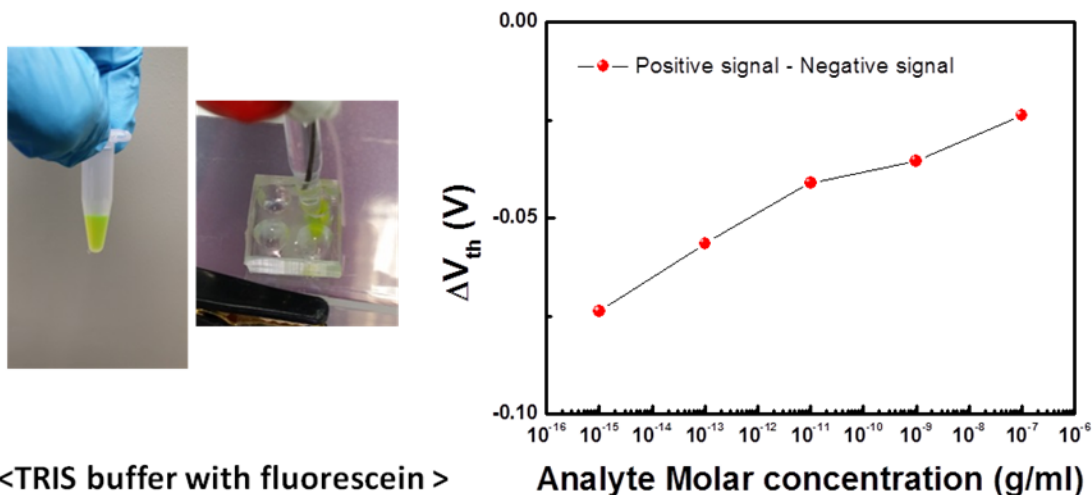 <TRIS buffer with fluorescein >
Positive signal - Negative signal
ΔVth (V)
0.00
-0.05
-0.10
10-16 10-15 10-14 10-13 10-12 10-11 10-10 10-9 10-8 10-7 10-6
Analyte Molar concentration (g/ml)